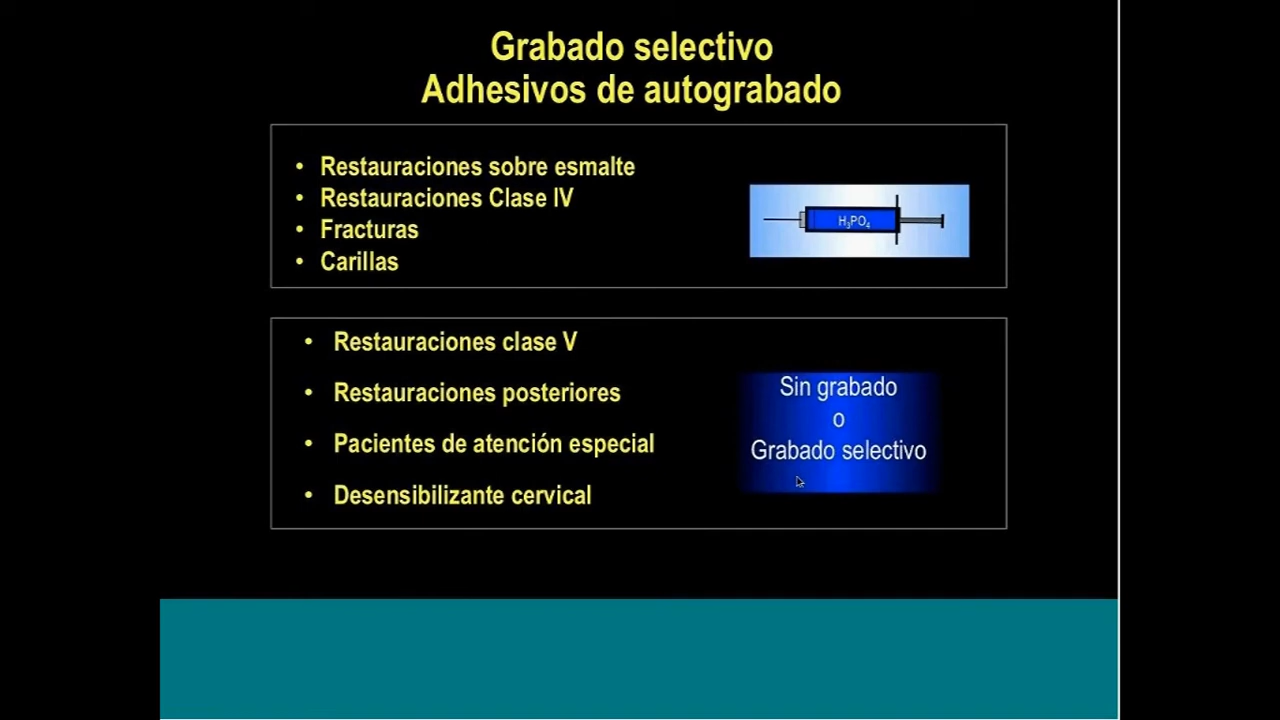 Grabado selectivo
Adhesivos de autograbado
• Restauraciones sobre esmalte
• Restauraciones Clase IV
• Fracturas
• Carillas
H₃PO₄
• Restauraciones clase V
• Restauraciones posteriores
• Pacientes de atención especial
• Desensibilizante cervical
Sin grabado
o
Grabado selectivo